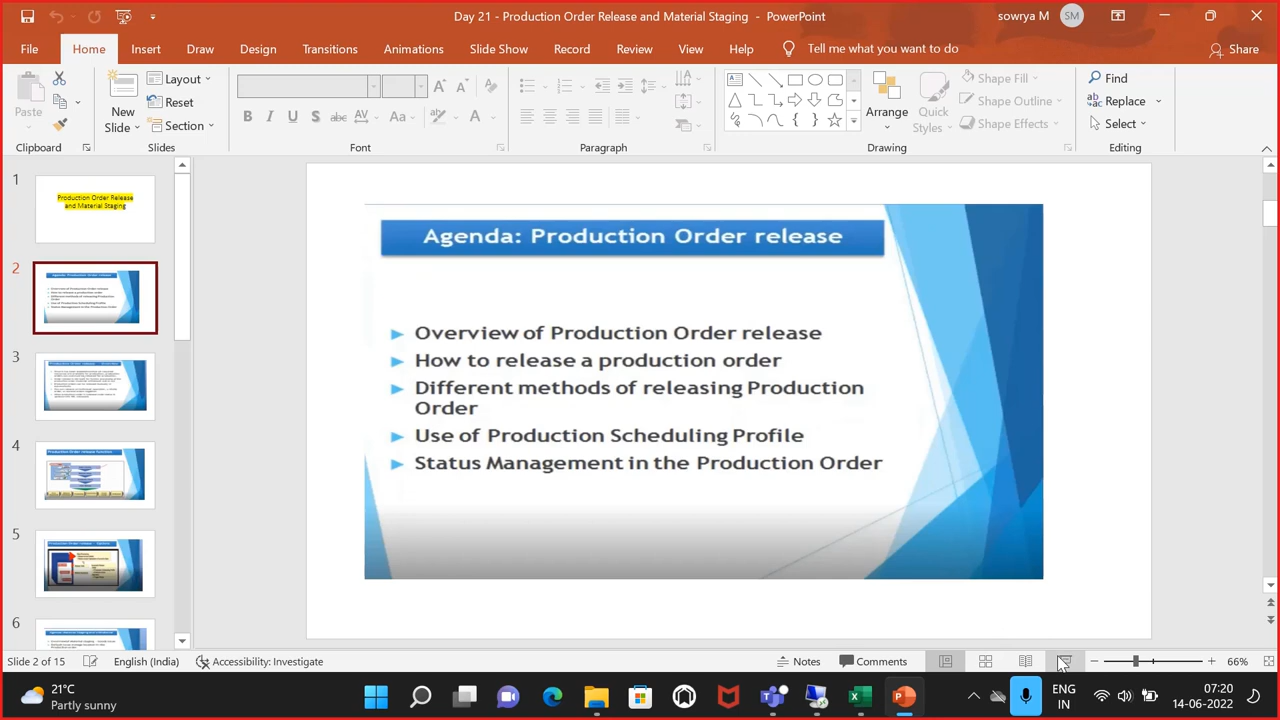 Day 21 - Production Order Release and Material Staging - PowerPoint
sowrya M
SM
File
Home
Insert
Draw
Design
Transitions
Animations
Slide Show
Record
Review
View
Help
Tell me what you want to do
Share
Paste
New
Slide
Layout
Reset
Section
Aa
Arrange
Quick
Styles
Shape Fill
Shape Outline
Shape Effects
Find
Replace
Select
Clipboard
Slides
Font
Paragraph
Drawing
Editing
1
Production Order Release
and Material Staging
2
3
4
5
6
Agenda: Production Order release
Overview of Production Order release
How to release a production order
Different methods of releasing Production
Order
Use of Production Scheduling Profile
Status Management in the Production Order
Slide 2 of 15
English (India)
Accessibility: Investigate
Notes
Comments
66%
21°C
Partly sunny
ENG
IN
07:20
14-06-2022